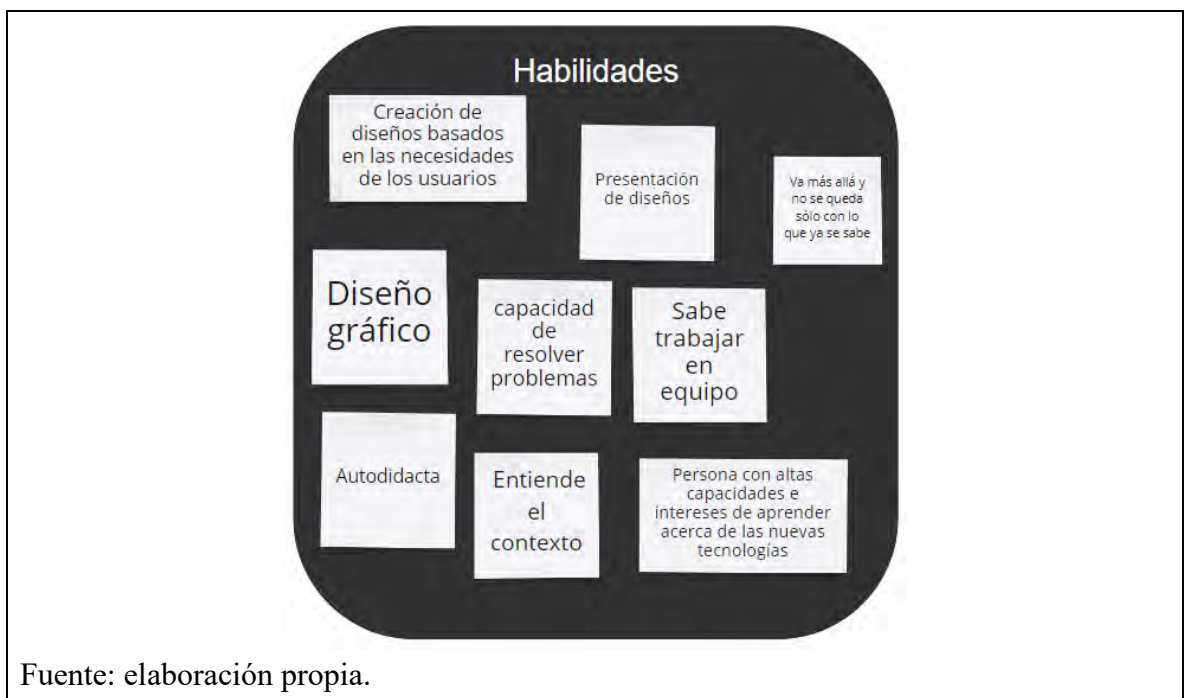 Habilidades
Creación de
diseños basados
en las necesidades
de los usuarios
Presentación
de diseños
Va más allá y
no se queda
sólo con lo
que ya se sabe
Diseño
gráfico
capacidad
de
resolver
problemas
Sabe
trabajar
en
equipo
Autodidacta
Entiende
el
contexto
Persona con altas
capacidades e
intereses de aprender
acerca de las nuevas
tecnologías
Fuente: elaboración propia.